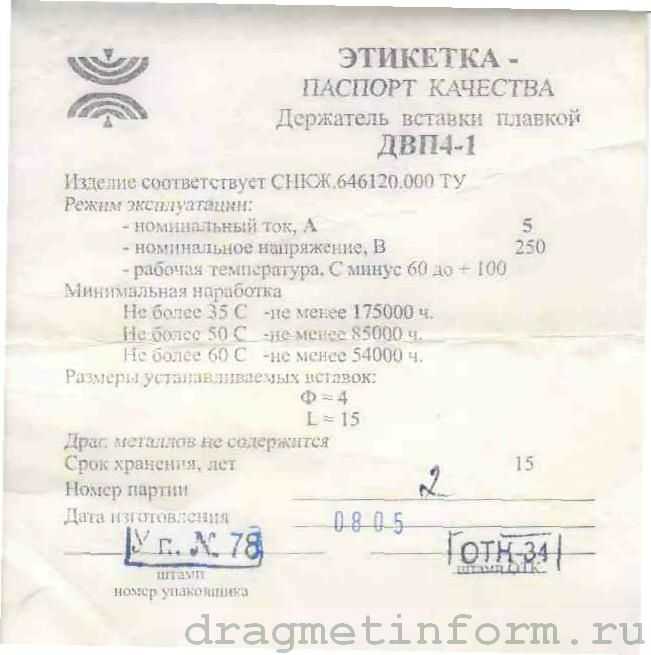 ЭТИКЕТКА -
ПАСПОРТ КАЧЕСТВА
Держатель вставки плавкой
ДВП4-1
Изделие соответствует СНКЖ.646120.000 ТУ
Режим эксплуатации:
- номинальный ток, А 5
- номинальное напряжение, В 250
- рабочая температура, С минус 60 до + 100
Минимальная наработка
Не более 35 С -не менее 175000 ч.
Не более 50 С -не менее 85000 ч.
Не более 60 С -не менее 54000 ч.
Размеры устанавливаемых вставок:
Ф = 4
L = 15
Драг. металлов не содержится
Срок хранения, лет 15
Номер партии 2
Дата изготовления 0805
Уп. № 78 ОТК-34
штамп штамп ОТК
номер упаковщика
dragmetinform.ru